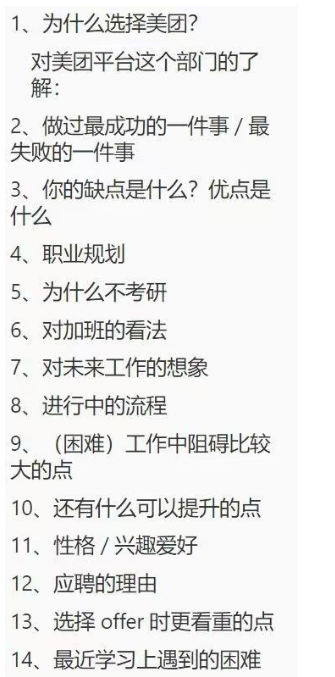 1、为什么选择美团？
对美团平台这个部门的了
解：
2、做过最成功的一件事 / 最
失败的一件事
3、你的缺点是什么？优点是
什么
4、职业规划
5、为什么不考研
6、对加班的看法
7、对未来工作的想象
8、进行中的流程
9、（困难）工作中阻碍比较
大的点
10、还有什么可以提升的点
11、性格 / 兴趣爱好
12、应聘的理由
13、选择 offer 时更看重的点
14、最近学习上遇到的困难